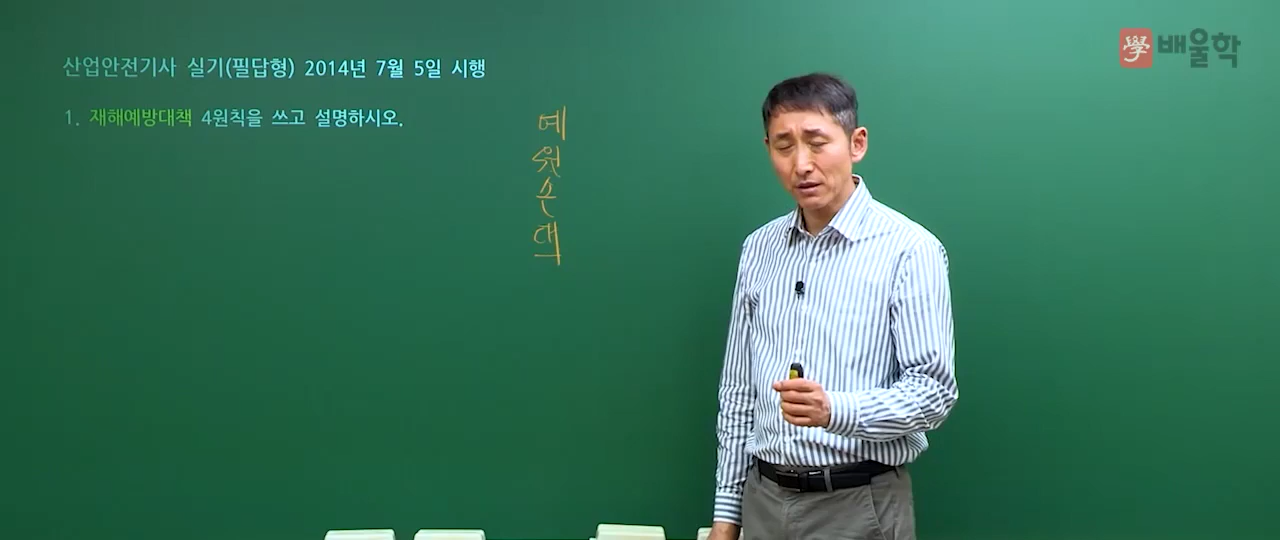 學 배울학
산업안전기사 실기(필답형) 2014년 7월 5일 시행
1. 재해예방대책 4원칙을 쓰고 설명하시오.
예
원
손
대